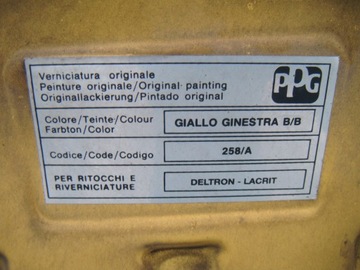 Verniciatura originale
Peinture originale/Original painting
Originallackierung/Pintado original
PPG
Colore/Teinte/Colour
Farbton/Color
GIALLO GINESTRA B/B
Codice/Code/Codigo
258/A
PER RITOCCHI E
RIVERNICIATURE
DELTRON - LACRIT